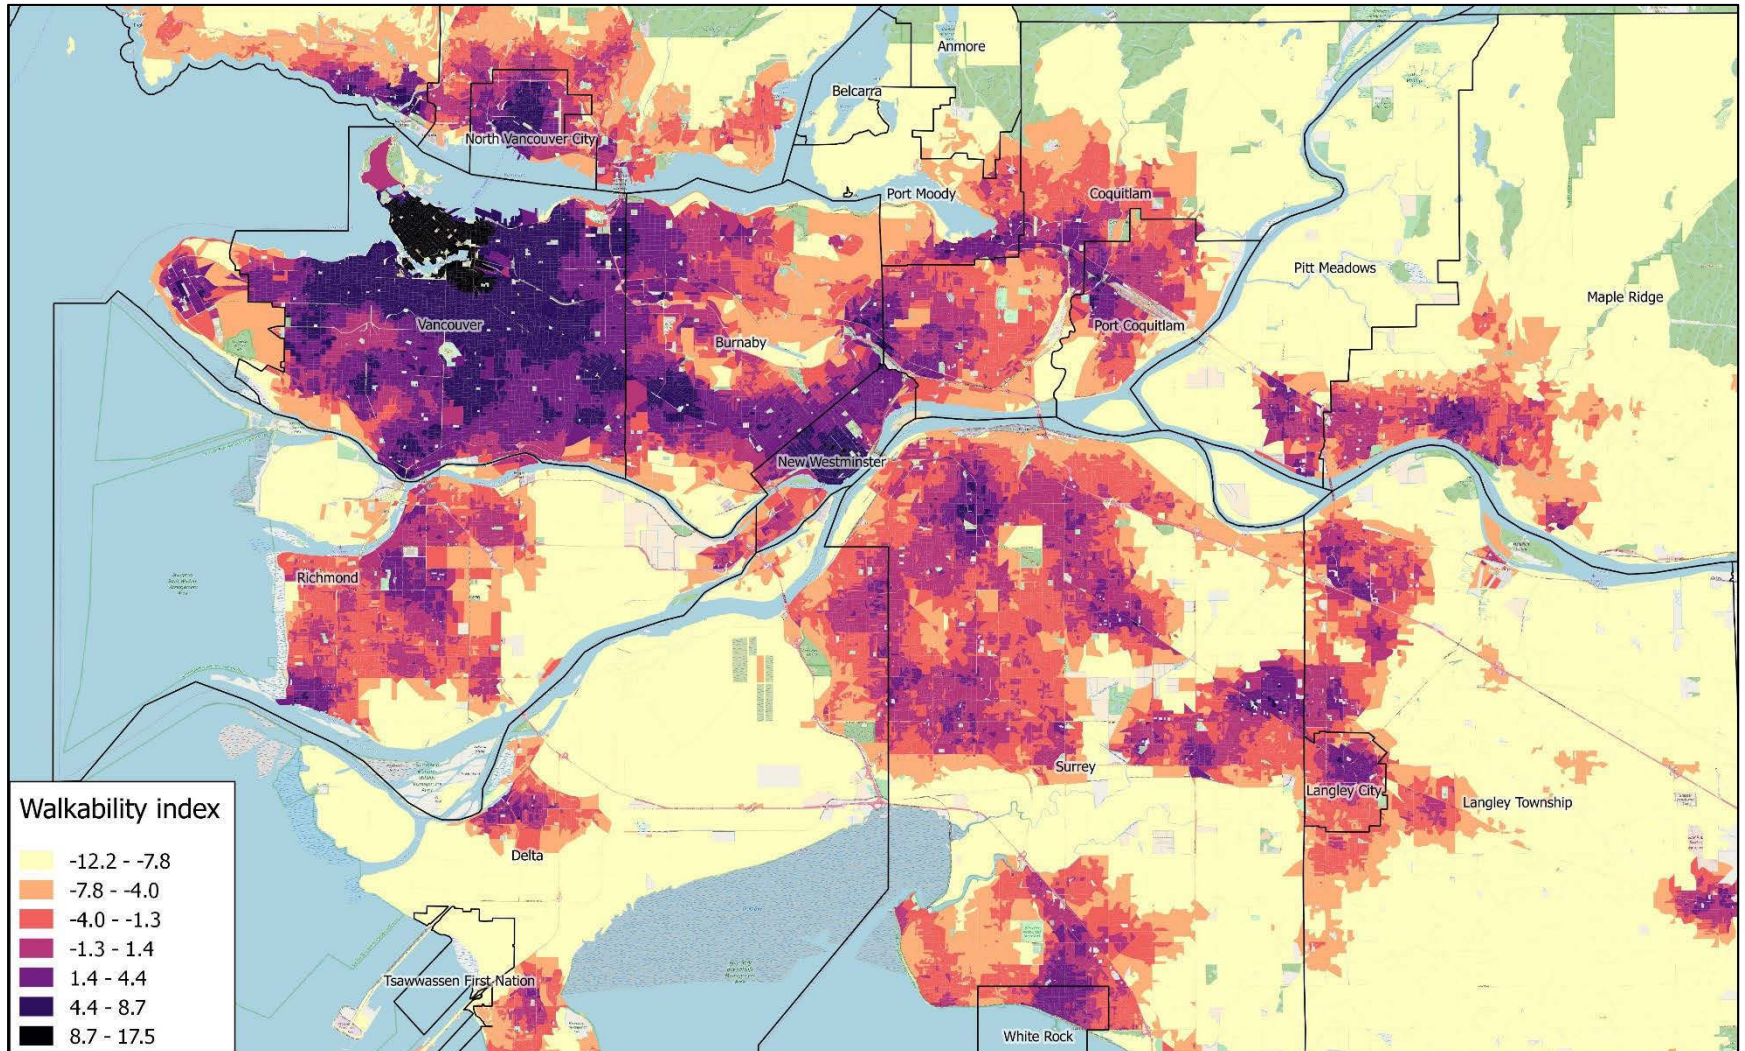 Anmore
Belcarra
North Vancouver City
Port Moody
Coquitlam
Pitt Meadows
Maple Ridge
Vancouver
Port Coquitlam
Burnaby
New Westminster
Richmond
Surrey
Langley City
Langley Township
Delta
Tsawwassen First Nation
White Rock
Walkability index
-12.2 - -7.8
-7.8 - -4.0
-4.0 - -1.3
-1.3 - 1.4
1.4 - 4.4
4.4 - 8.7
8.7 - 17.5